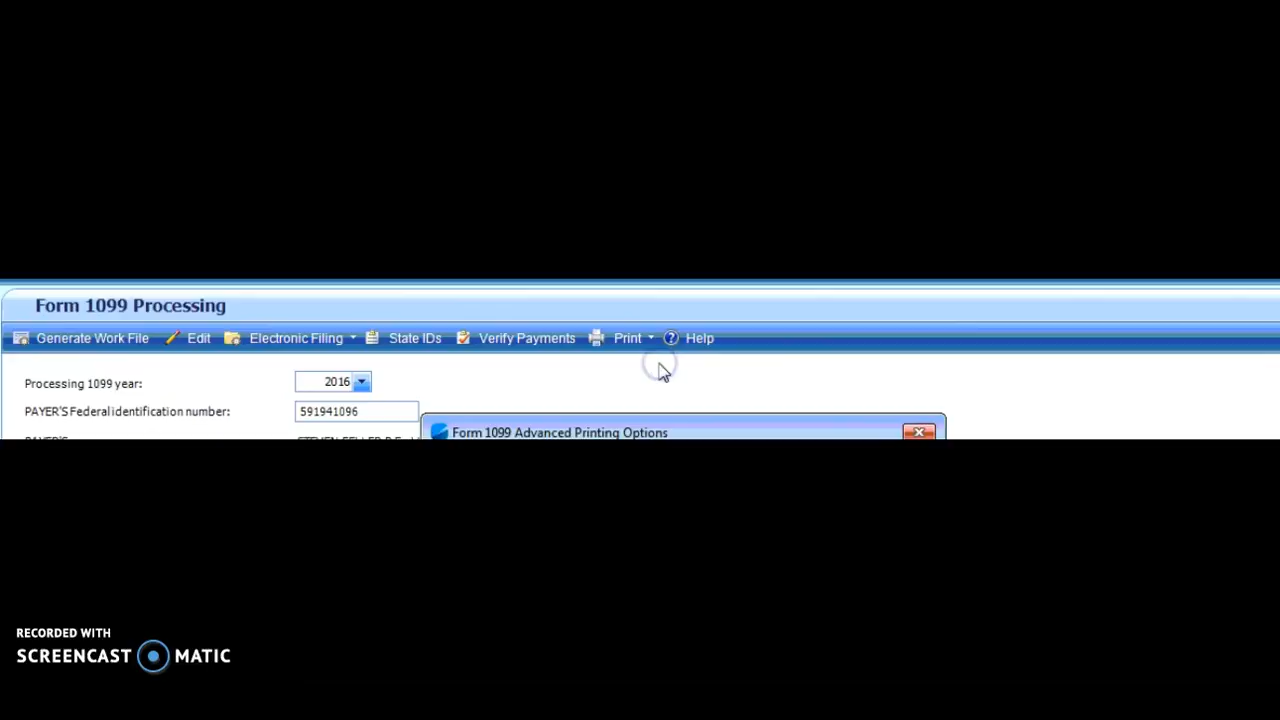 Form 1099 Processing
Generate Work File Edit Electronic Filing State IDs Verify Payments Print ? Help
Processing 1099 year: 2016
PAYER'S Federal identification number: 591941096
Form 1099 Advanced Printing Options
PAYER'S
RECORDED WITH
SCREENCAST MATIC